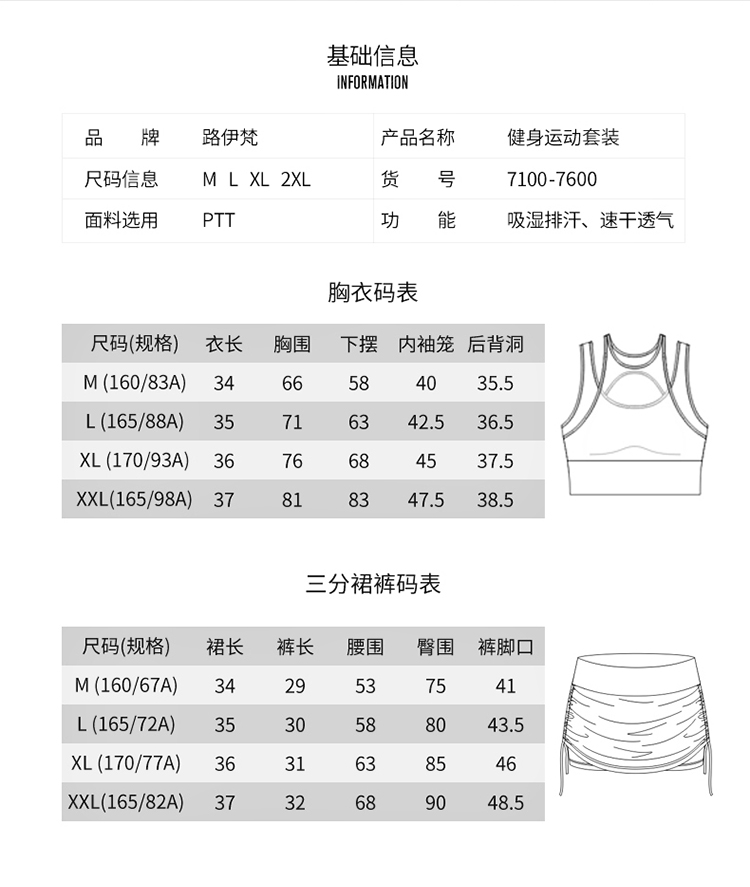 基础信息
INFORMATION
品 牌 路伊梵 产品名称 健身运动套装
尺码信息 M L XL 2XL 货 号 7100-7600
面料选用 PTT 功 能 吸湿排汗、速干透气
胸衣码表
尺码(规格) 衣长 胸围 下摆 内袖笼 后背洞
M (160/83A) 34 66 58 40 35.5
L (165/88A) 35 71 63 42.5 36.5
XL (170/93A) 36 76 68 45 37.5
XXL(165/98A) 37 81 83 47.5 38.5
三分裙裤码表
尺码(规格) 裙长 裤长 腰围 臀围 裤脚口
M (160/67A) 34 29 53 75 41
L (165/72A) 35 30 58 80 43.5
XL (170/77A) 36 31 63 85 46
XXL(165/82A) 37 32 68 90 48.5